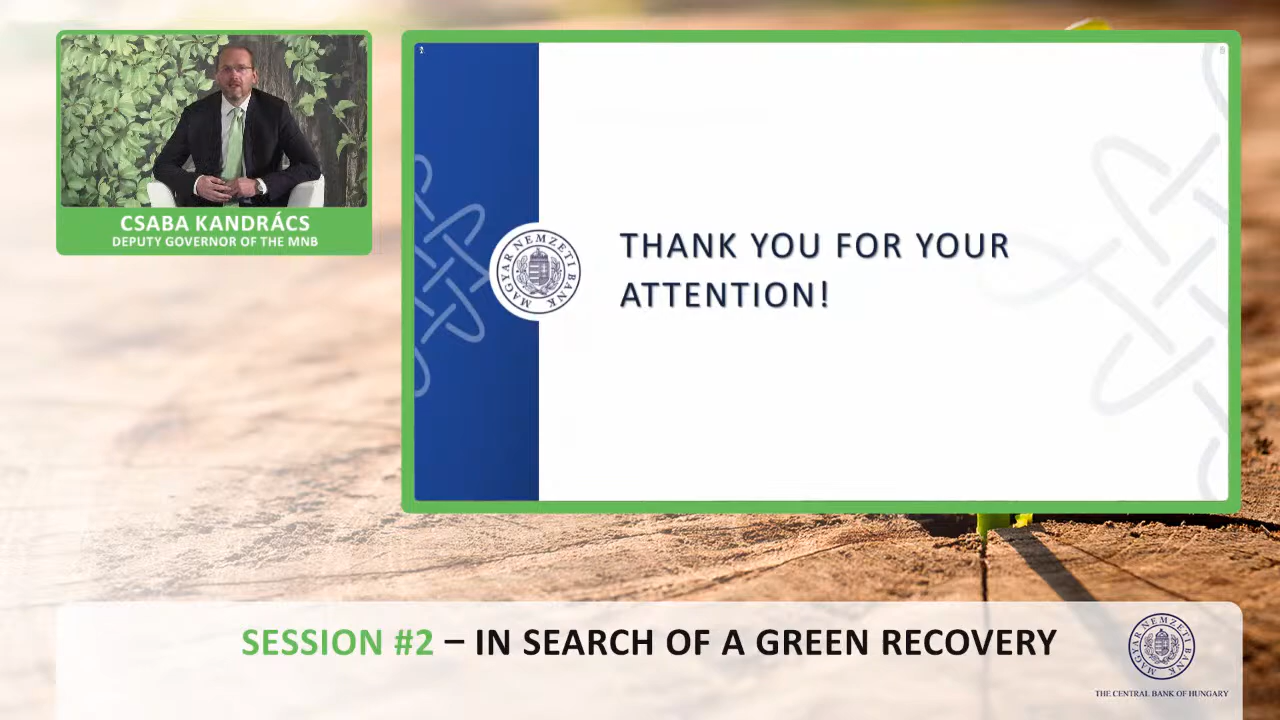 CSABA KANDRÁCS
DEPUTY GOVERNOR OF THE MNB
MAGYAR NEMZETI BANK
THANK YOU FOR YOUR
ATTENTION!
SESSION #2 – IN SEARCH OF A GREEN RECOVERY
MAGYAR NEMZETI BANK
THE CENTRAL BANK OF HUNGARY